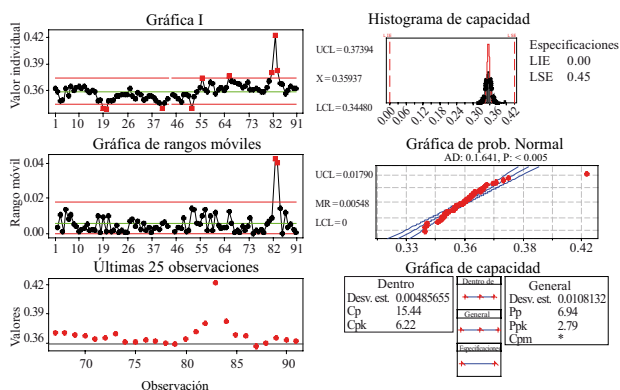 Gráfica I
Valor individual
0.42
0.39
0.36
1 10 19 28 37 46 55 64 73 82 91
UCL = 0.37394
X = 0.35937
LCL = 0.34480
Histograma de capacidad
0.00 0.06 0.12 0.18 0.24 0.30 0.36 0.42
Especificaciones
LIE 0.00
LSE 0.45
Gráfica de rangos móviles
Rango móvil
0.04
0.02
0.00
1 10 19 28 37 46 55 64 73 82 91
UCL = 0.01790
MR = 0.00548
LCL = 0
Gráfica de prob. Normal
AD: 0.1.641, P: < 0.005
0.33 0.36 0.38 0.42
Últimas 25 observaciones
Valores
0.42
0.39
0.36
70 75 80 85 90
Observación
Gráfica de capacidad
Dentro
Desv. est. 0.00485655
Cp 15.44
Cpk 6.22
Dentro de
General
Especificaciones
General
Desv. est. 0.0108132
Pp 6.94
Ppk 2.79
Cpm *